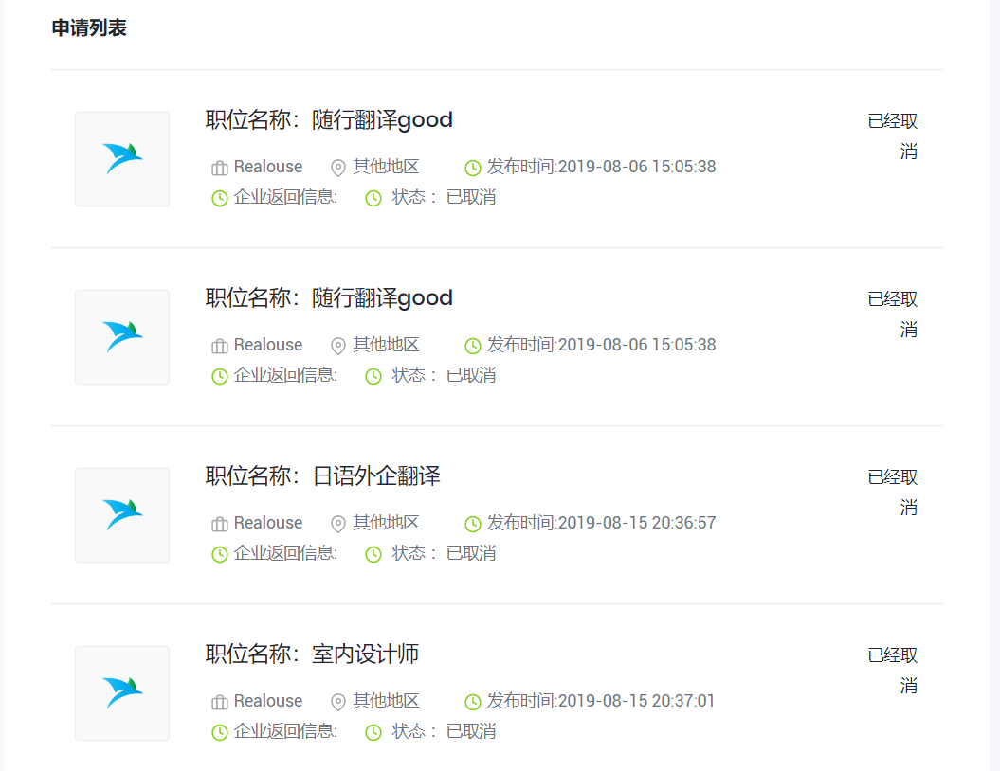 申请列表
职位名称：随行翻译good
已经取
消
Realouse 其他地区 发布时间:2019-08-06 15:05:38
企业返回信息: 状态： 已取消
职位名称：随行翻译good
已经取
消
Realouse 其他地区 发布时间:2019-08-06 15:05:38
企业返回信息: 状态： 已取消
职位名称：日语外企翻译
已经取
消
Realouse 其他地区 发布时间:2019-08-15 20:36:57
企业返回信息: 状态： 已取消
职位名称：室内设计师
已经取
消
Realouse 其他地区 发布时间:2019-08-15 20:37:01
企业返回信息: 状态： 已取消